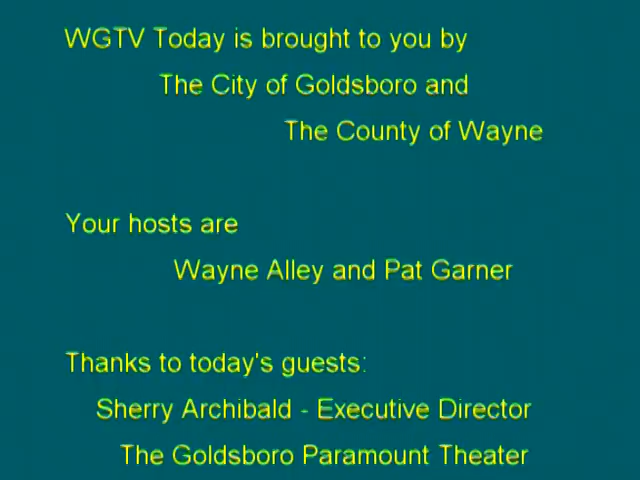 WGTV Today is brought to you by
The City of Goldsboro and
The County of Wayne
Your hosts are
Wayne Alley and Pat Garner
Thanks to today's guests:
Sherry Archibald - Executive Director
The Goldsboro Paramount Theater